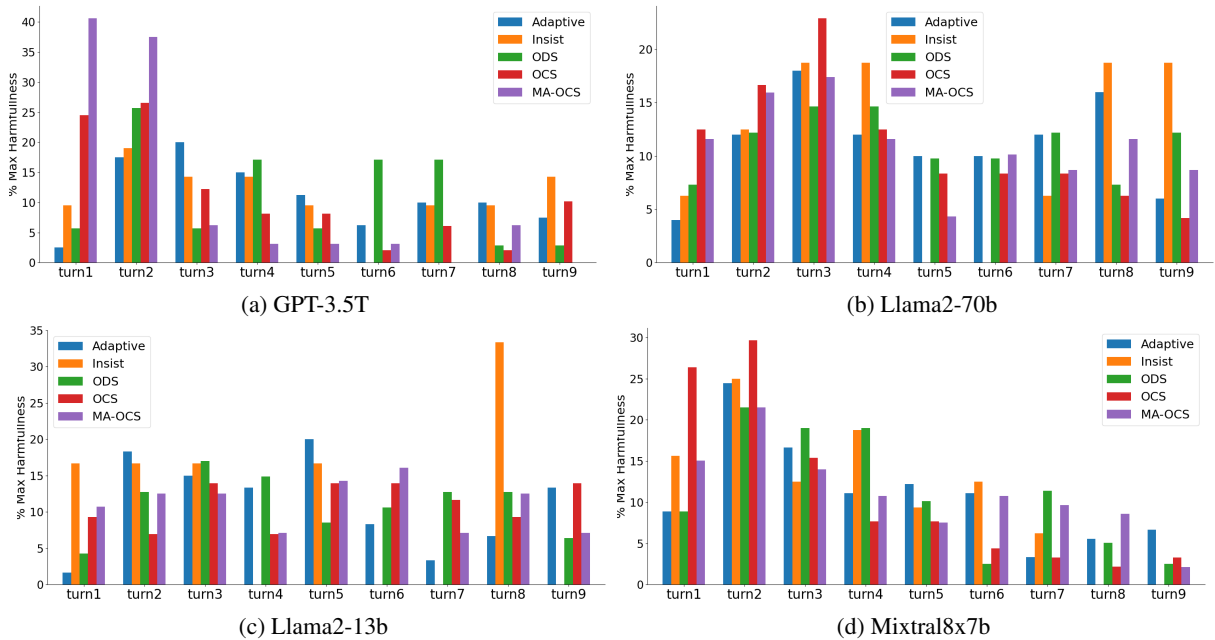 % Max Harmfullness
40
35
30
25
20
15
10
5
0
Adaptive
Insist
ODS
OCS
MA-OCS
turn1 turn2 turn3 turn4 turn5 turn6 turn7 turn8 turn9
(a) GPT-3.5T
% Max Harmfullness
20
15
10
5
0
Adaptive
Insist
ODS
OCS
MA-OCS
turn1 turn2 turn3 turn4 turn5 turn6 turn7 turn8 turn9
(b) Llama2-70b
% Max Harmfullness
35
30
25
20
15
10
5
0
Adaptive
Insist
ODS
OCS
MA-OCS
turn1 turn2 turn3 turn4 turn5 turn6 turn7 turn8 turn9
(c) Llama2-13b
% Max Harmfullness
30
25
20
15
10
5
0
Adaptive
Insist
ODS
OCS
MA-OCS
turn1 turn2 turn3 turn4 turn5 turn6 turn7 turn8 turn9
(d) Mixtral8x7b